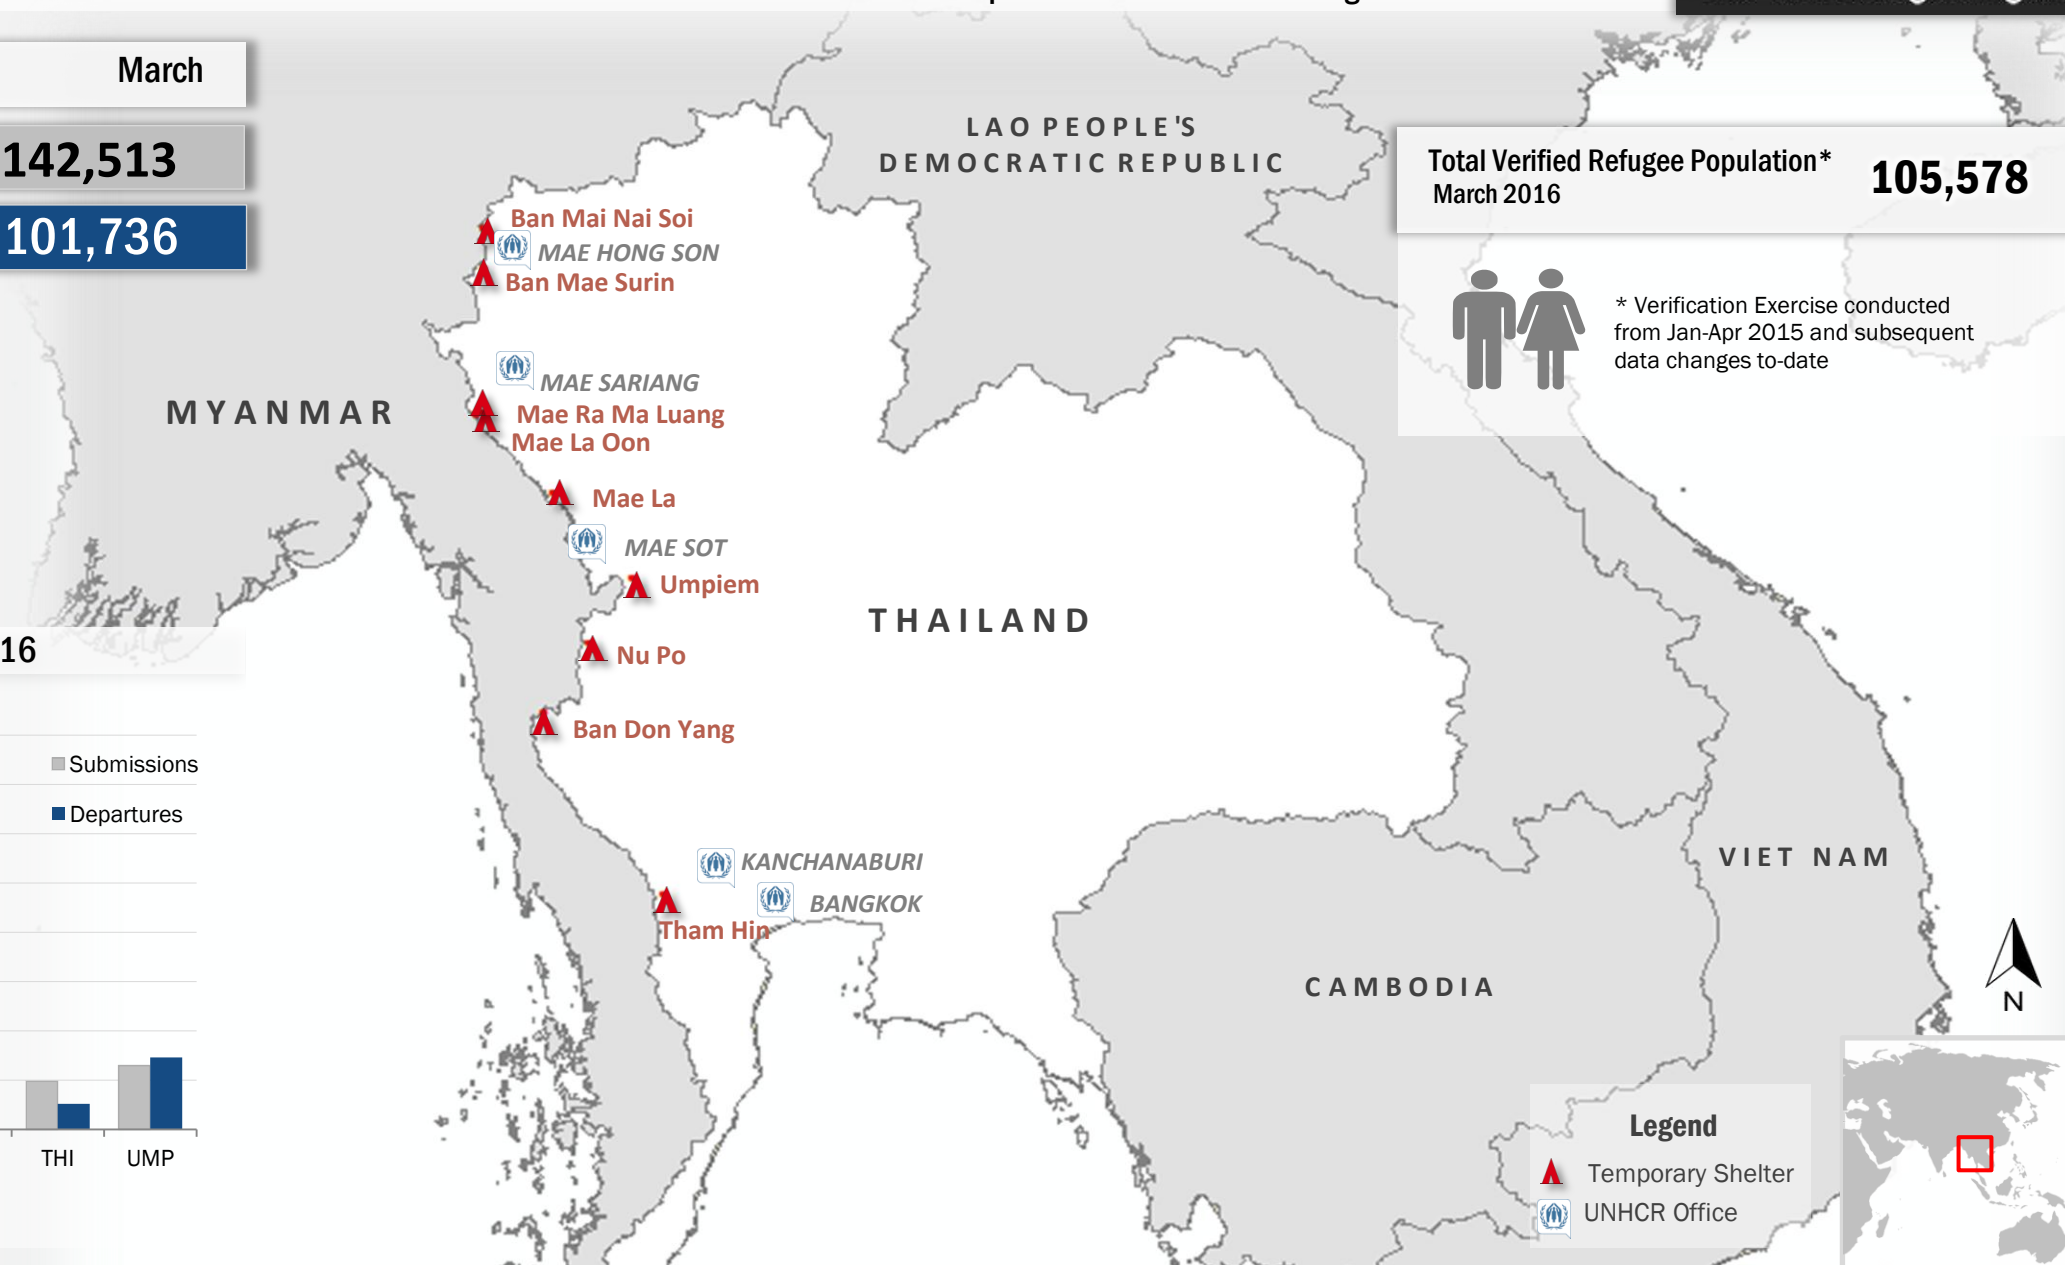 March
142,513
101,736
LAO PEOPLE'S
DEMOCRATIC REPUBLIC
Total Verified Refugee Population*
March 2016
105,578
* Verification Exercise conducted
from Jan-Apr 2015 and subsequent
data changes to-date
Ban Mai Nai Soi
MAE HONG SON
Ban Mae Surin
MAE SARIANG
MYANMAR
Mae Ra Ma Luang
Mae La Oon
Mae La
MAE SOT
Umpiem
THAILAND
Nu Po
16
Ban Don Yang
Submissions
Departures
KANCHANABURI
BANGKOK
Tham Hin
VIET NAM
CAMBODIA
N
THI
UMP
Legend
Temporary Shelter
UNHCR Office